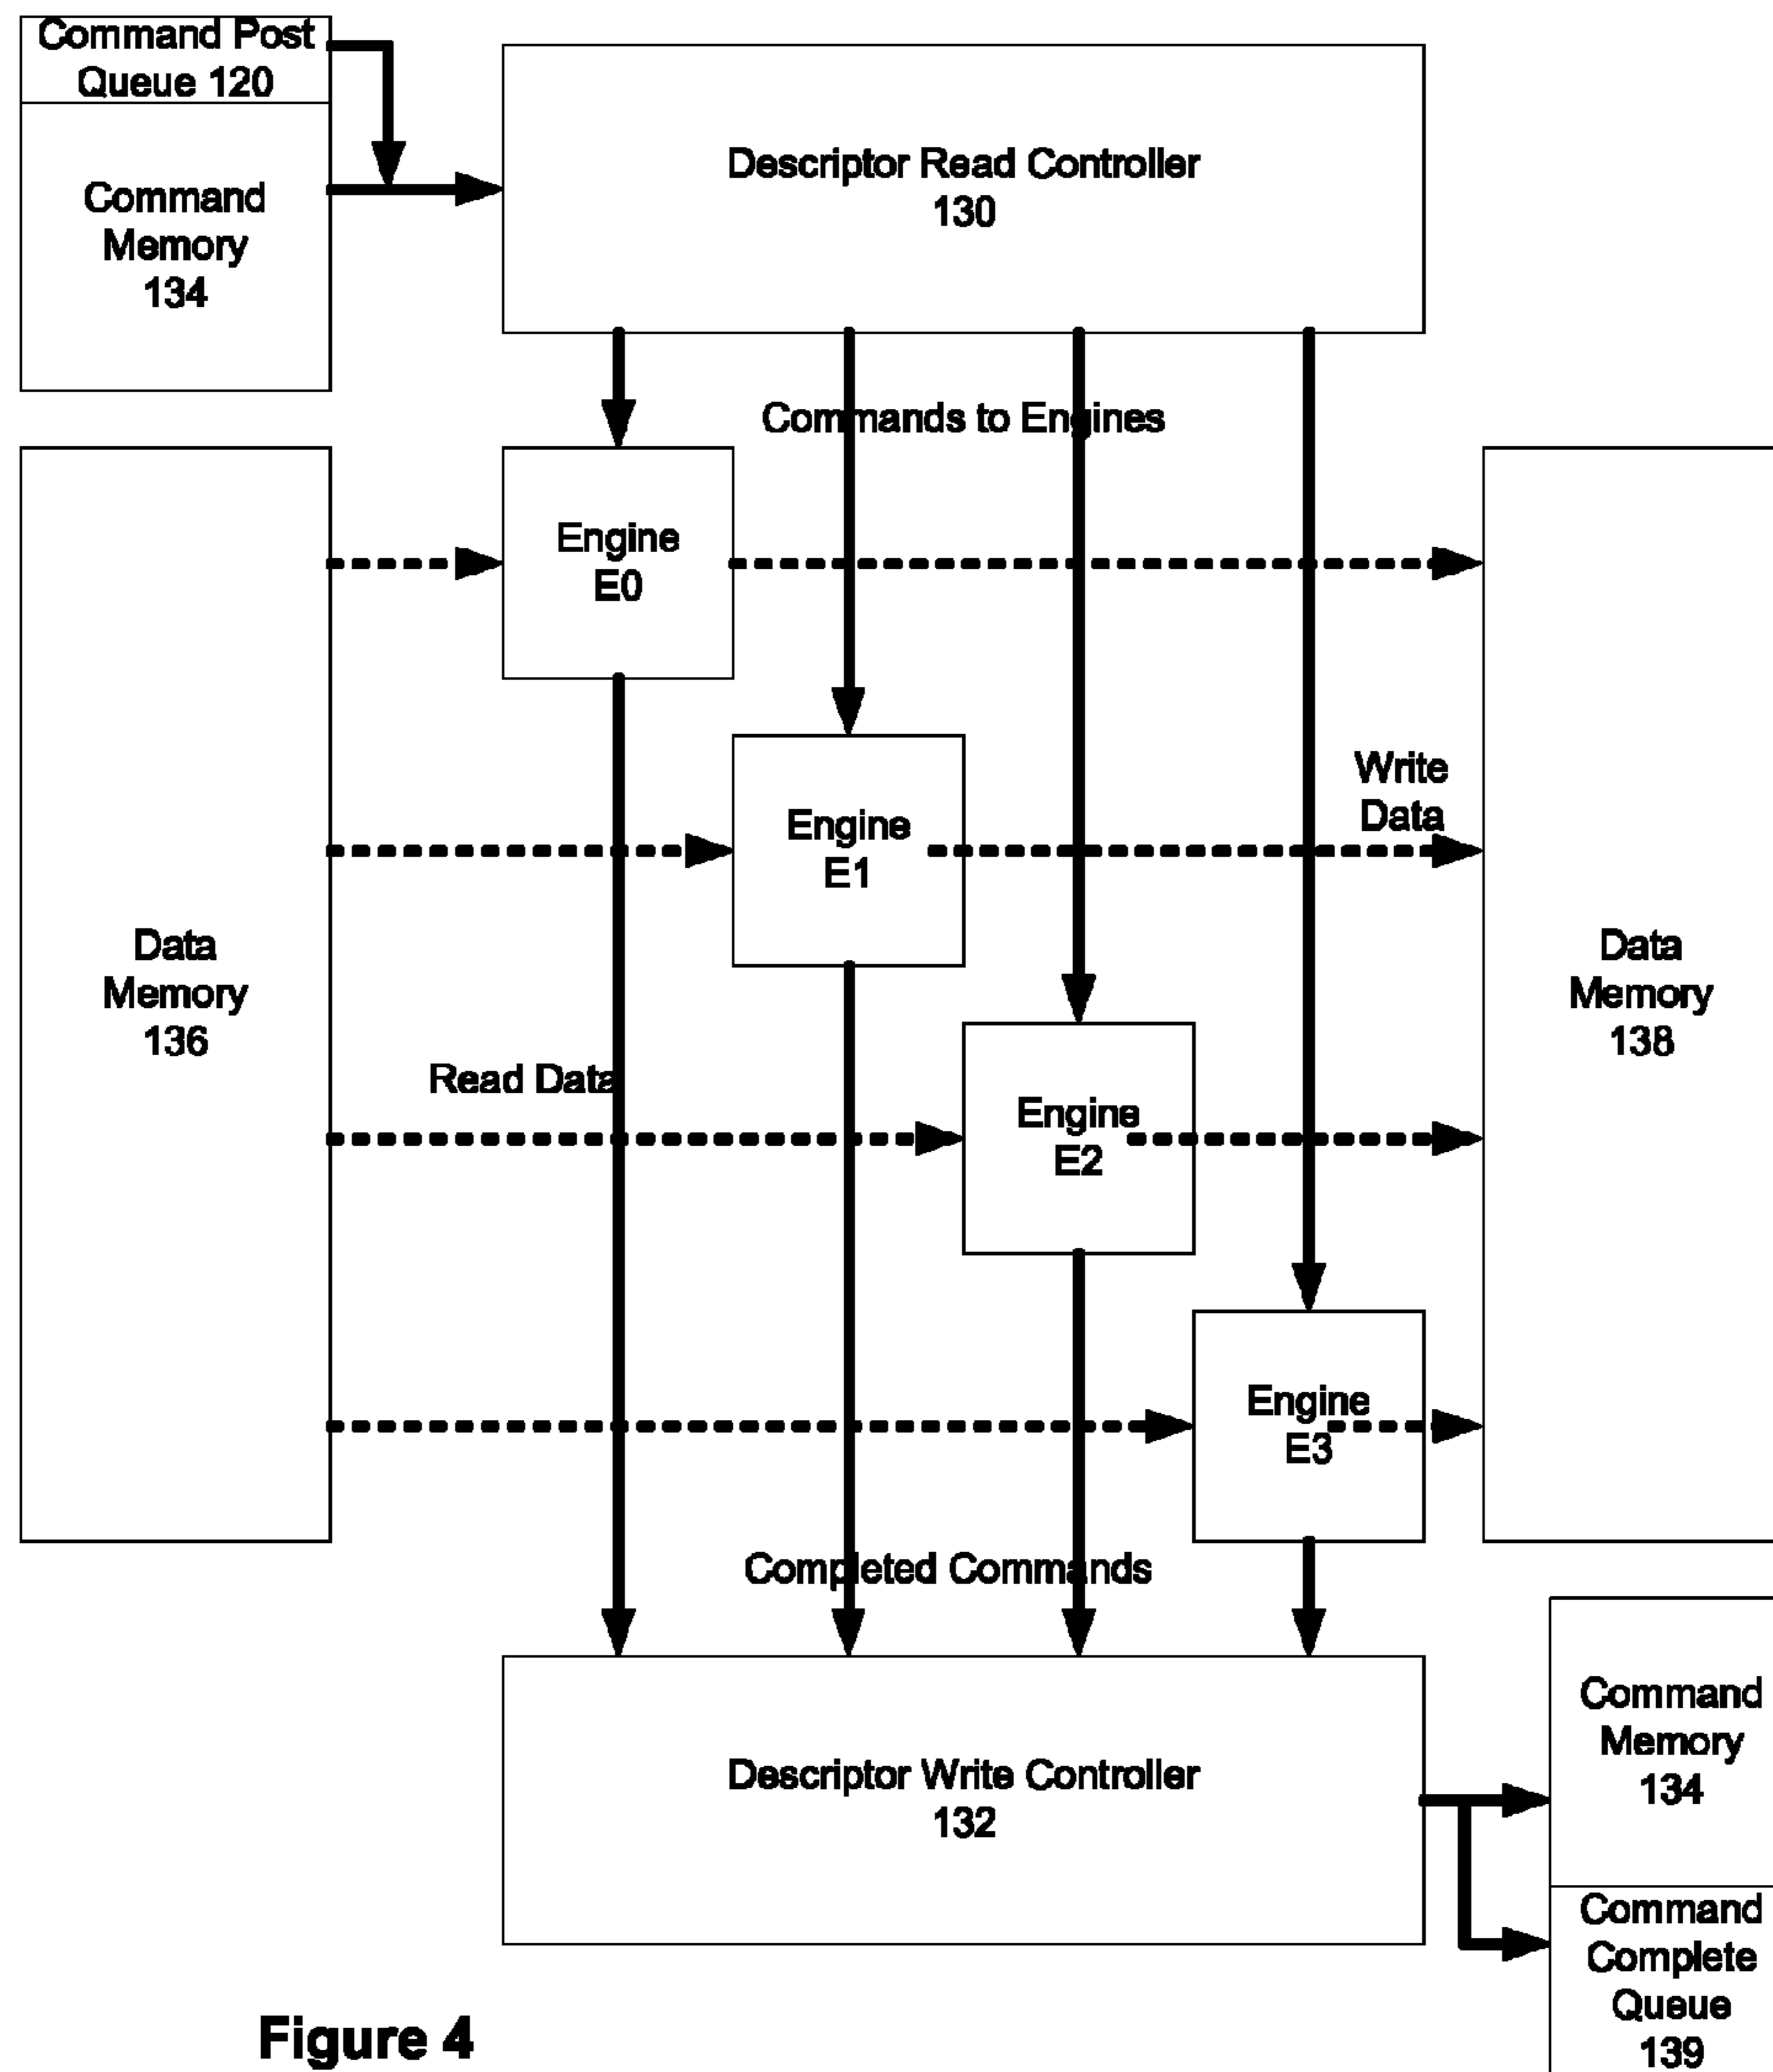 Command Post
Queue 120
Command
Memory
134
Descriptor Read Controller
130
Commands to Engines
Engine
E0
Write
Data
Engine
E1
Data
Memory
136
Data
Memory
138
Read Data
Engine
E2
Engine
E3
Completed Commands
Command
Memory
134
Descriptor Write Controller
132
Command
Complete
Queue
139
Figure 4